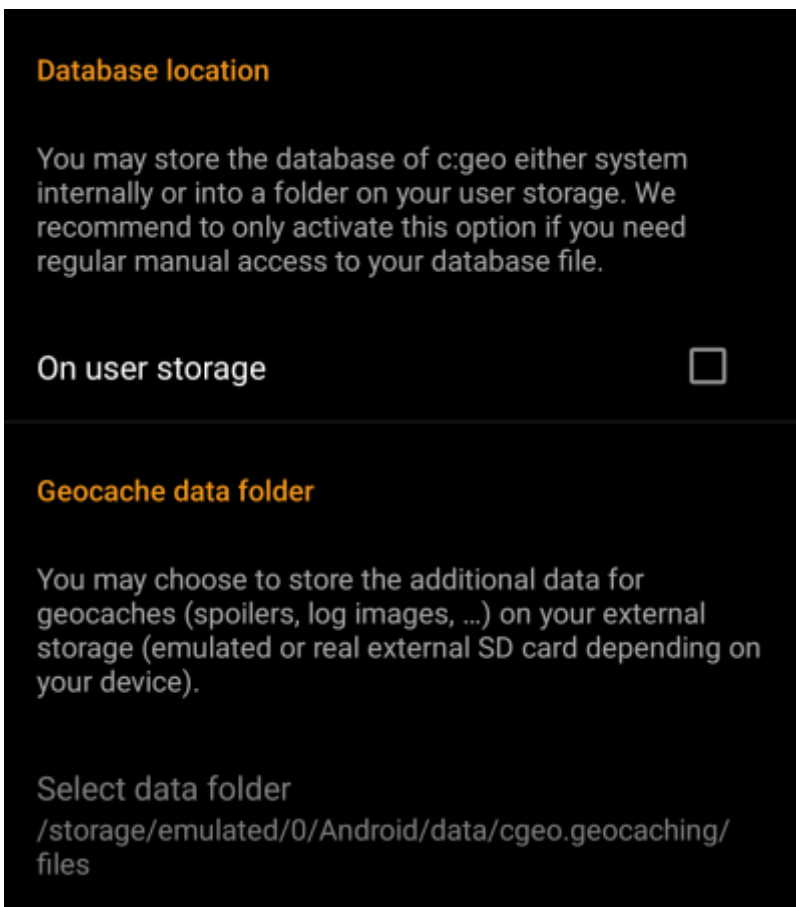 Database location
You may store the database of c:geo either system
internally or into a folder on your user storage. We
recommend to only activate this option if you need
regular manual access to your database file.
On user storage
Geocache data folder
You may choose to store the additional data for
geocaches (spoilers, log images, …) on your external
storage (emulated or real external SD card depending on
your device).
Select data folder
/storage/emulated/0/Android/data/cgeo.geocaching/
files